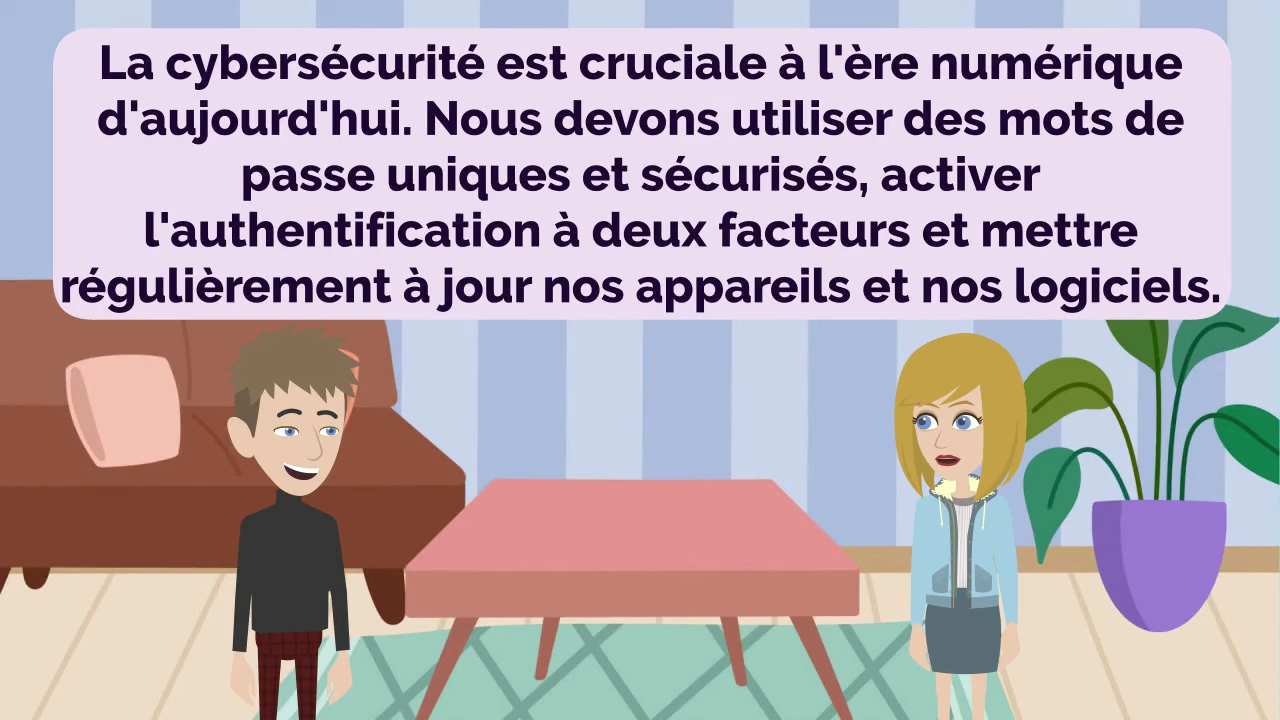 La cybersécurité est cruciale à l'ère numérique
d'aujourd'hui. Nous devons utiliser des mots de
passe uniques et sécurisés, activer
l'authentification à deux facteurs et mettre
régulièrement à jour nos appareils et nos logiciels.